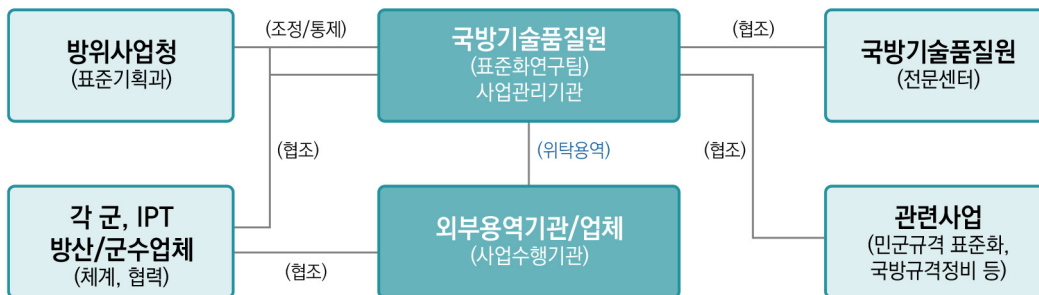 방위사업청
(표준기획과)
(조정/통제)
국방기술품질원
(표준화연구팀)
사업관리기관
(협조)
국방기술품질원
(전문센터)
(협조)
(위탁용역)
(협조)
각 군, IPT
방산/군수업체
(체계, 협력)
(협조)
외부용역기관/업체
(사업수행기관)
관련사업
(민군규격 표준화,
국방규격정비 등)